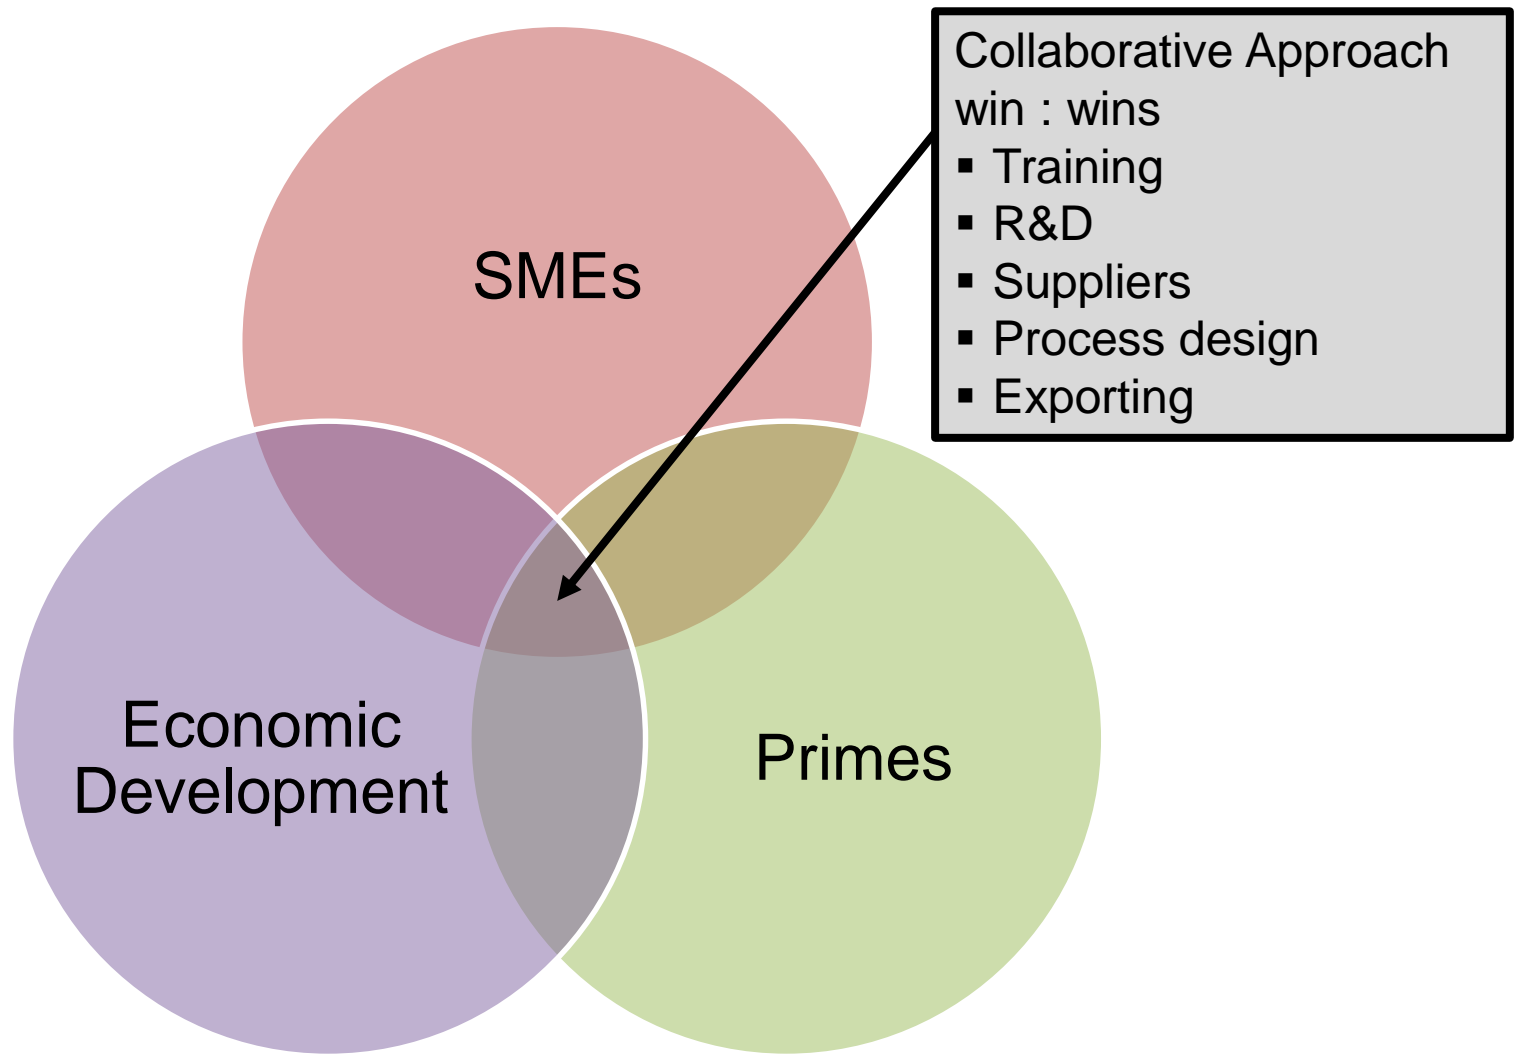 Collaborative Approach
win : wins
▪ Training
▪ R&D
▪ Suppliers
▪ Process design
▪ Exporting
SMEs
Economic
Development
Primes